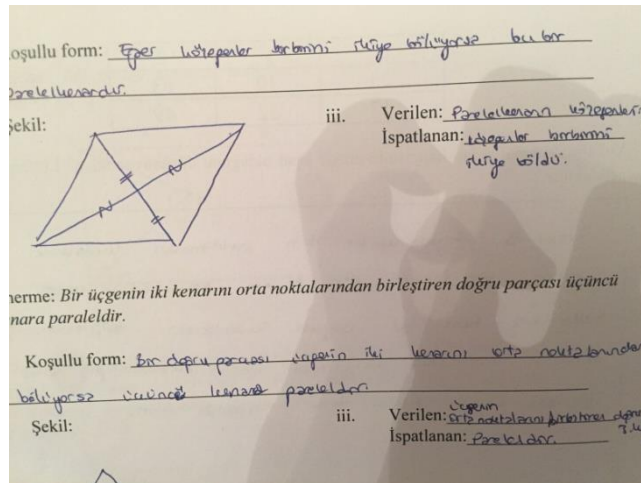 oşullu form: Eğer köşegenler birbirini ikiye bölüyorsa bu bir
paralelkenardır.
Şekil:
iii. Verilen: Paralelkenarın köşegenleri
İspatlanan: köşegenler birbirini
ikiye böldü.
nerme: Bir üçgenin iki kenarını orta noktalarından birleştiren doğru parçası üçüncü
nara paraleldir.
Koşullu form: Bir doğru parçası üçgenin iki kenarını orta noktalarından
bölüyorsa üçüncü kenara paraleldir.
Şekil:
iii. Verilen: üçgenin
orta noktalarını birleştiren doğru
İspatlanan: Paraleldir.